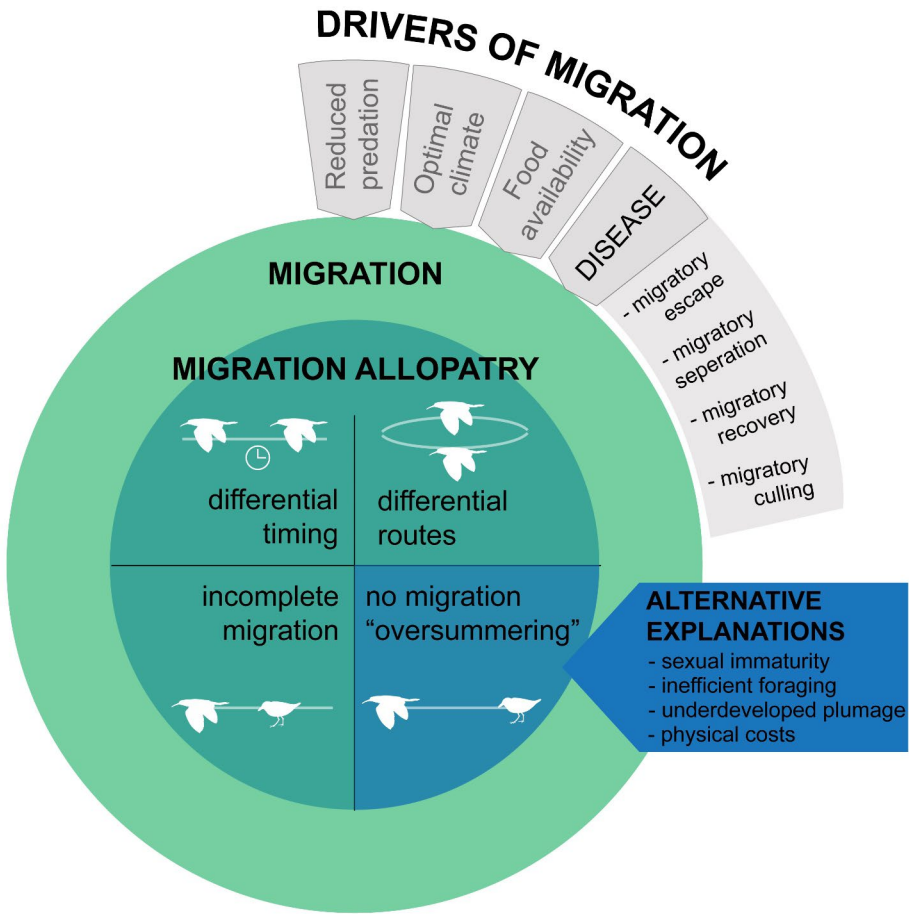 DRIVERS OF MIGRATION
Reduced
predation
Optimal
climate
Food
availability
DISEASE
- migratory
escape
- migratory
seperation
- migratory
recovery
- migratory
culling
MIGRATION
MIGRATION ALLOPATRY
differential
timing
differential
routes
incomplete
migration
no migration
“oversummering”
ALTERNATIVE
EXPLANATIONS
- sexual immaturity
- inefficient foraging
- underdeveloped plumage
- physical costs